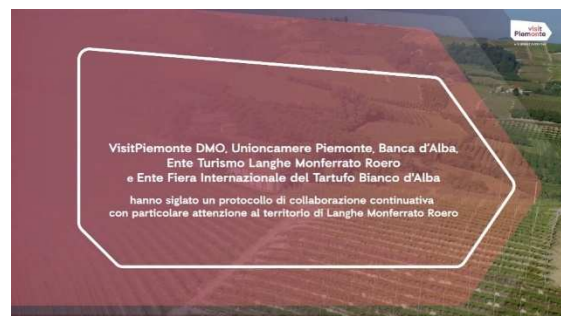 visit
Piemonte
VisitPiemonte DMO, Unioncamere Piemonte, Banca d'Alba,
Ente Turismo Langhe Monferrato Roero
e Ente Fiera Internazionale del Tartufo Bianco d'Alba
hanno siglato un protocollo di collaborazione continuativa
con particolare attenzione al territorio di Langhe Monferrato Roero